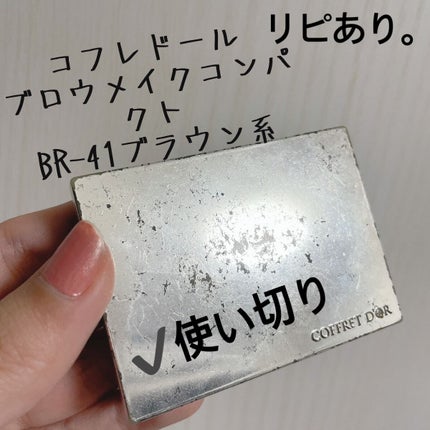 コフレドール リピあり。
ブロウメイクコンパ
クト
BR-41ブラウン系
✓使い切り
COFFRET D'OR